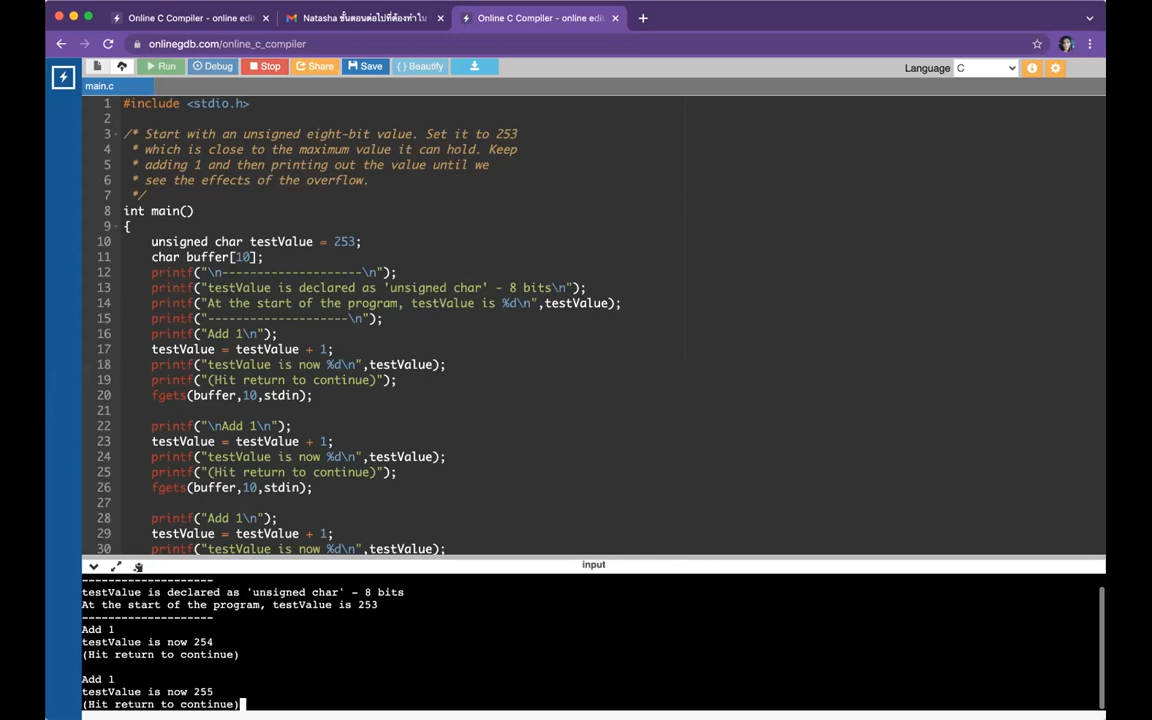 Online C Compiler - online edi
Natasha ขั้นตอนต่อไปที่ต้องทำใน
Online C Compiler - online edi
onlinegdb.com/online_c_compiler
Run
Debug
Stop
Share
Save
{ } Beautify
Language
C
main.c
1 #include <stdio.h>
2
3 /* Start with an unsigned eight-bit value. Set it to 253
4 * which is close to the maximum value it can hold. Keep
5 * adding 1 and then printing out the value until we
6 * see the effects of the overflow.
7 */
8 int main()
9 {
10 unsigned char testValue = 253;
11 char buffer[10];
12 printf("\n--------------------\n");
13 printf("testValue is declared as 'unsigned char' - 8 bits\n");
14 printf("At the start of the program, testValue is %d\n",testValue);
15 printf("--------------------\n");
16 printf("Add 1\n");
17 testValue = testValue + 1;
18 printf("testValue is now %d\n",testValue);
19 printf("(Hit return to continue)");
20 fgets(buffer,10,stdin);
21
22 printf("\nAdd 1\n");
23 testValue = testValue + 1;
24 printf("testValue is now %d\n",testValue);
25 printf("(Hit return to continue)");
26 fgets(buffer,10,stdin);
27
28 printf("Add 1\n");
29 testValue = testValue + 1;
30 printf("testValue is now %d\n",testValue);
input
--------------------
testValue is declared as 'unsigned char' - 8 bits
At the start of the program, testValue is 253
--------------------
Add 1
testValue is now 254
(Hit return to continue)
Add 1
testValue is now 255
(Hit return to continue)